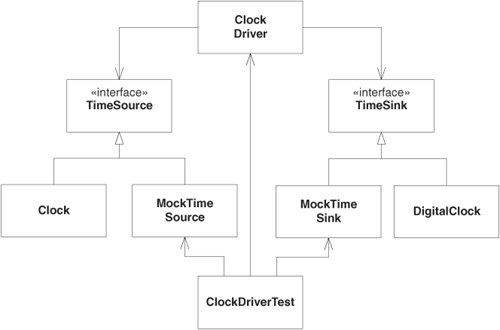 Clock
Driver
«interface»
TimeSource
«interface»
TimeSink
Clock
MockTime
Source
MockTime
Sink
DigitalClock
ClockDriverTest